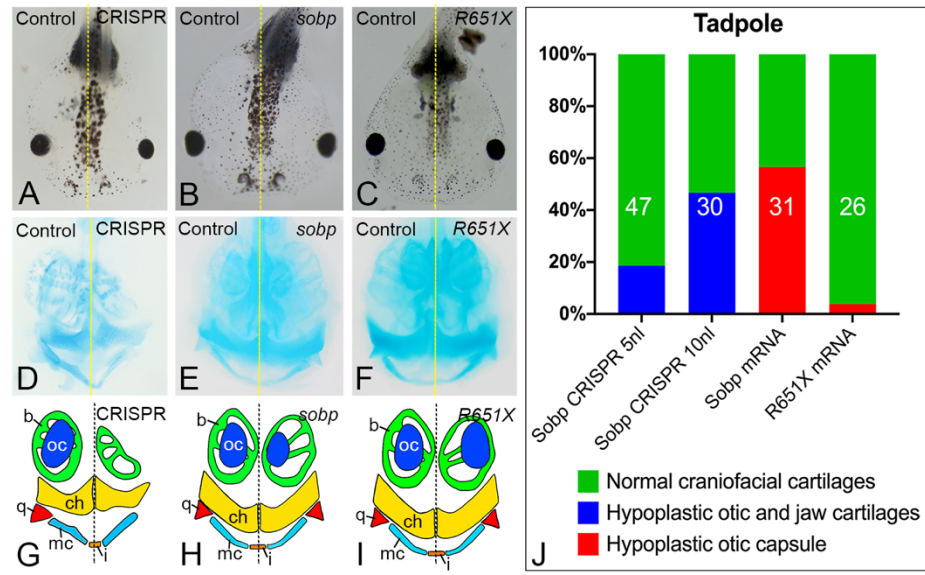 Control CRISPR
A
Control sobp
B
Control R651X
C
Control CRISPR
D
Control sobp
E
Control R651X
F
CRISPR
b
oc
ch
q
mc
i
G
sobp
b
oc
ch
q
mc
i
H
R651X
b
oc
ch
q
mc
i
I
Tadpole
100%
80%
60%
40%
20%
0%
47
30
31
26
Sobp CRISPR 5nl
Sobp CRISPR 10nl
Sobp mRNA
R651X mRNA
Normal craniofacial cartilages
Hypoplastic otic and jaw cartilages
Hypoplastic otic capsule
J